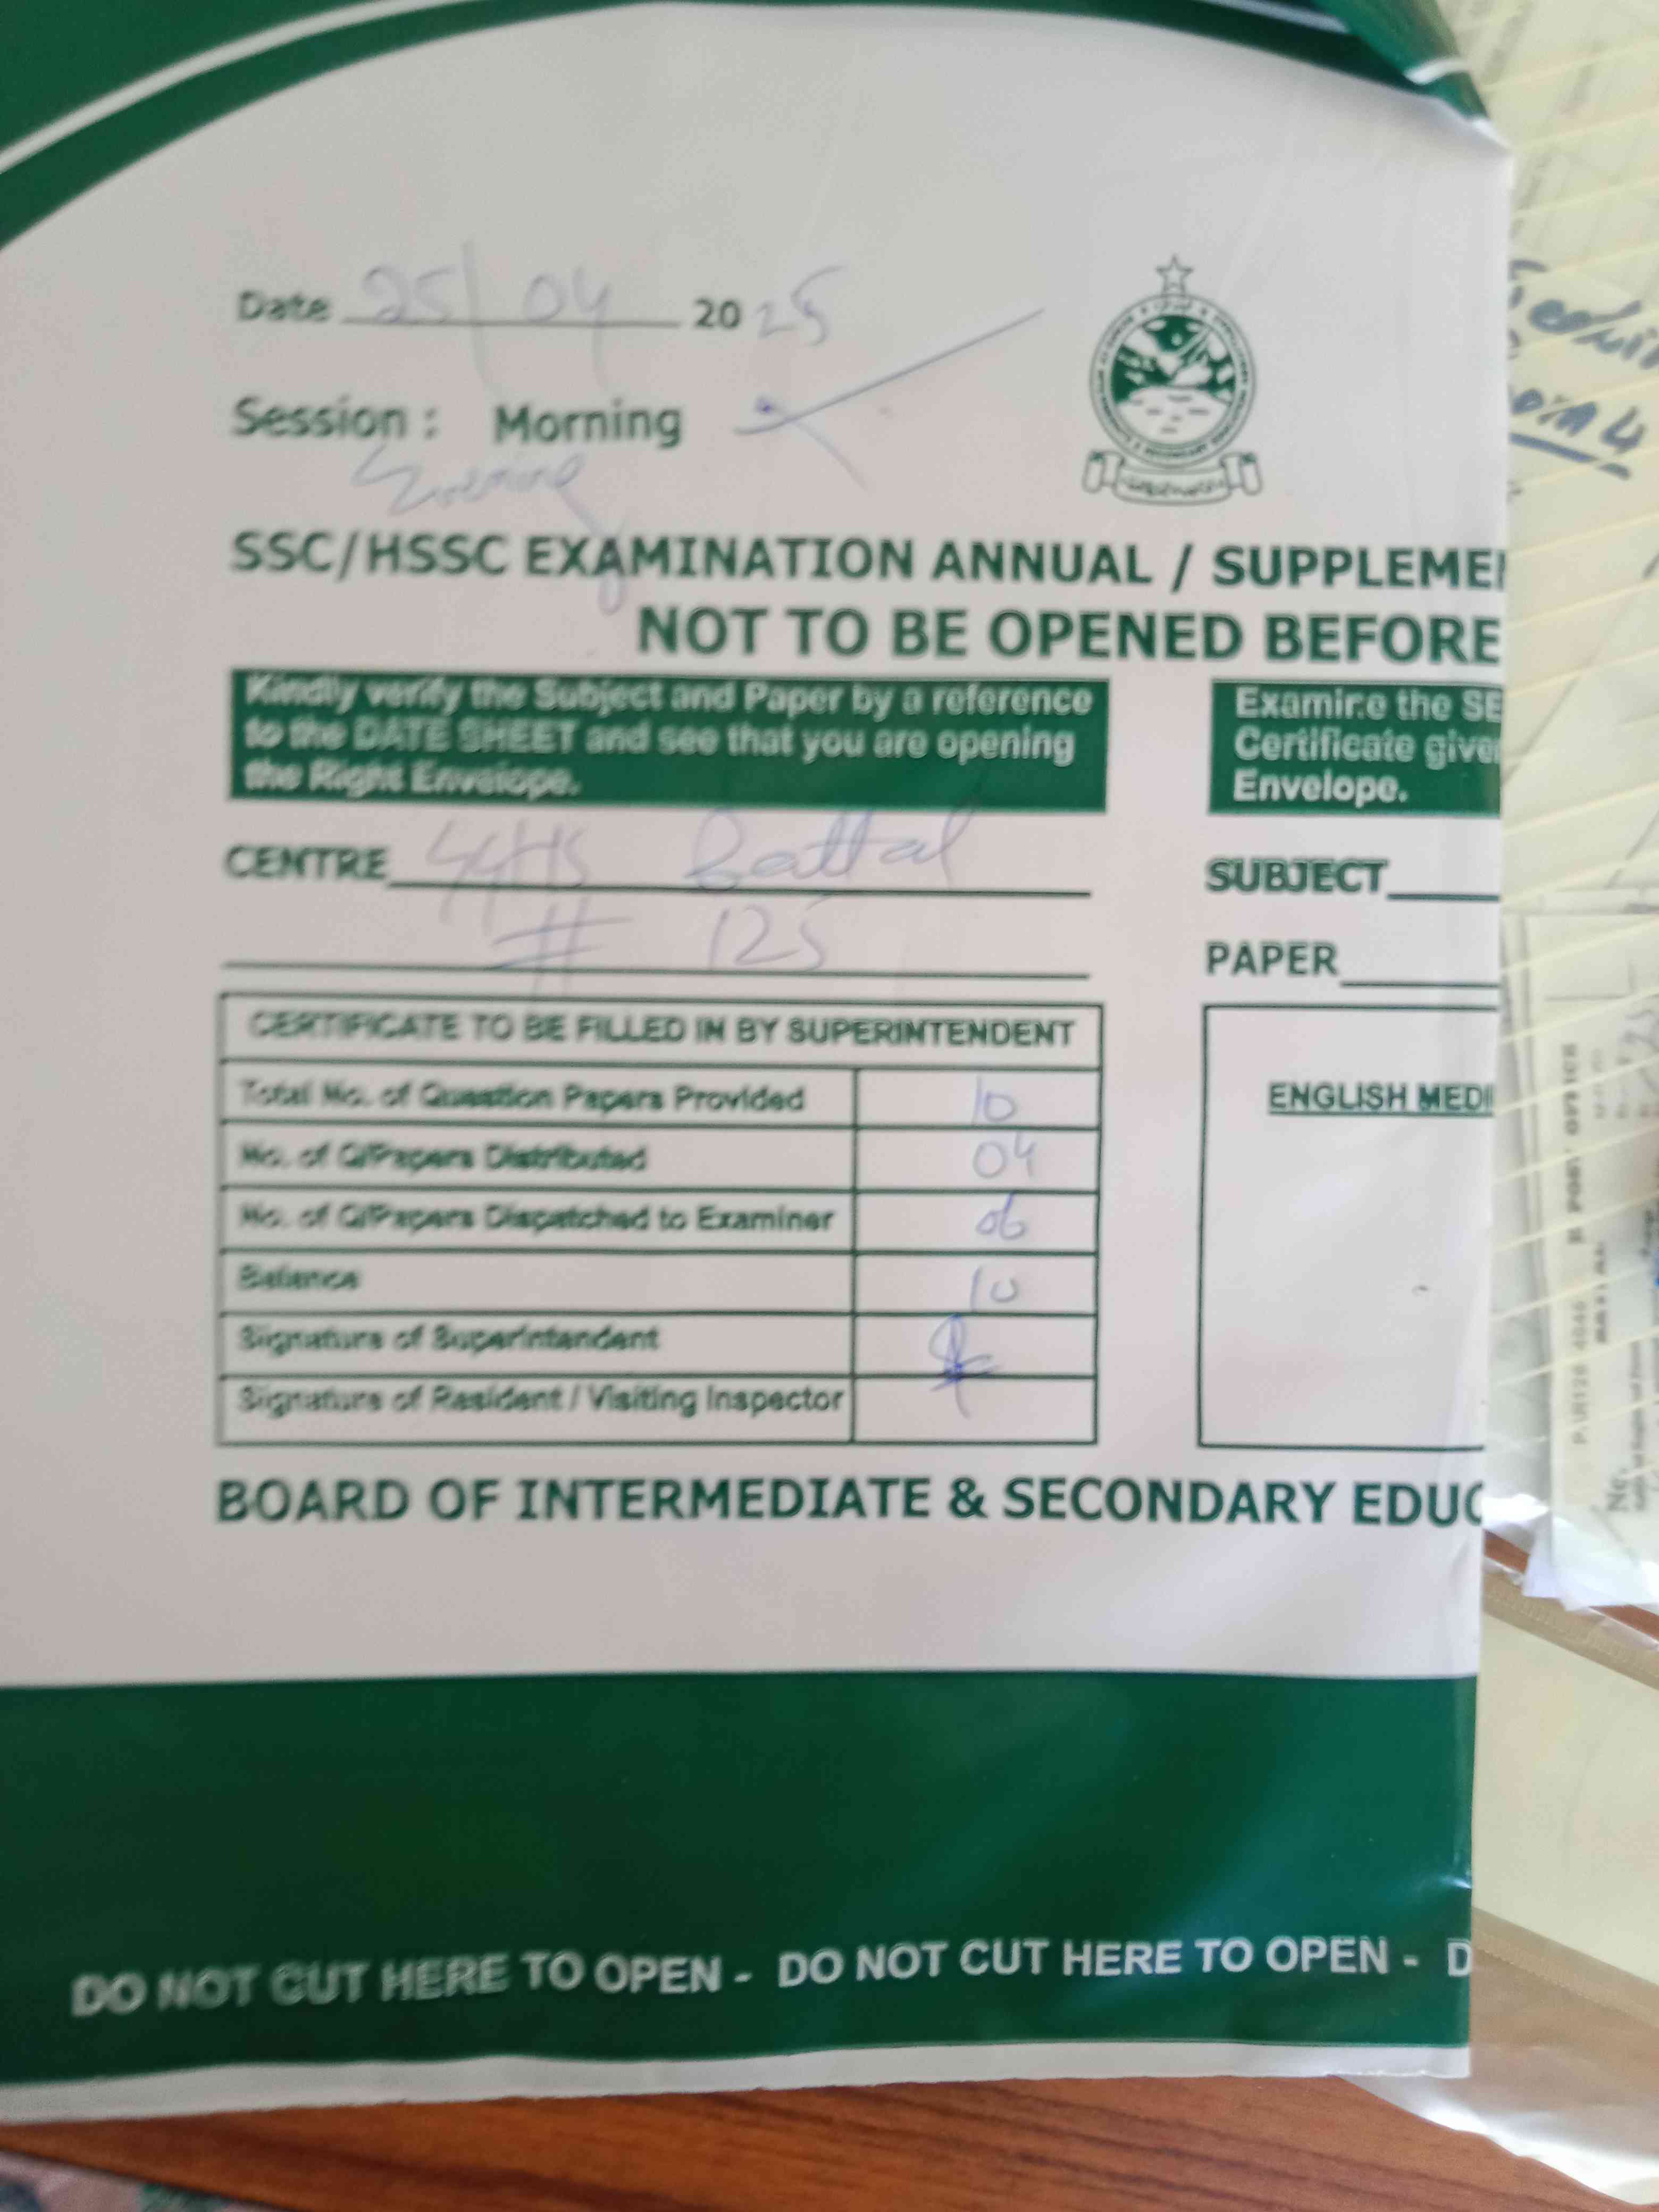 Date 25/04 2025
Session : Morning
Evening
SSC/HSSC EXAMINATION ANNUAL / SUPPLEME
NOT TO BE OPENED BEFORE
Kindly verify the Subject and Paper by a reference
to the DATE SHEET and see that you are opening
the Right Envelope.
Examine the SE
Certificate give
Envelope.
CENTRE GGHS Battal
# 125
SUBJECT
PAPER
CERTIFICATE TO BE FILLED IN BY SUPERINTENDENT
Total No. of Question Papers Provided 10
No. of Q/Papers Distributed 04
No. of Q/Papers Dispatched to Examiner 06
Balance 10
Signature of Superintendent
Signature of Resident / Visiting Inspector
ENGLISH MEDI
BOARD OF INTERMEDIATE & SECONDARY EDUC
DO NOT CUT HERE TO OPEN - DO NOT CUT HERE TO OPEN - D
POST OFFICE